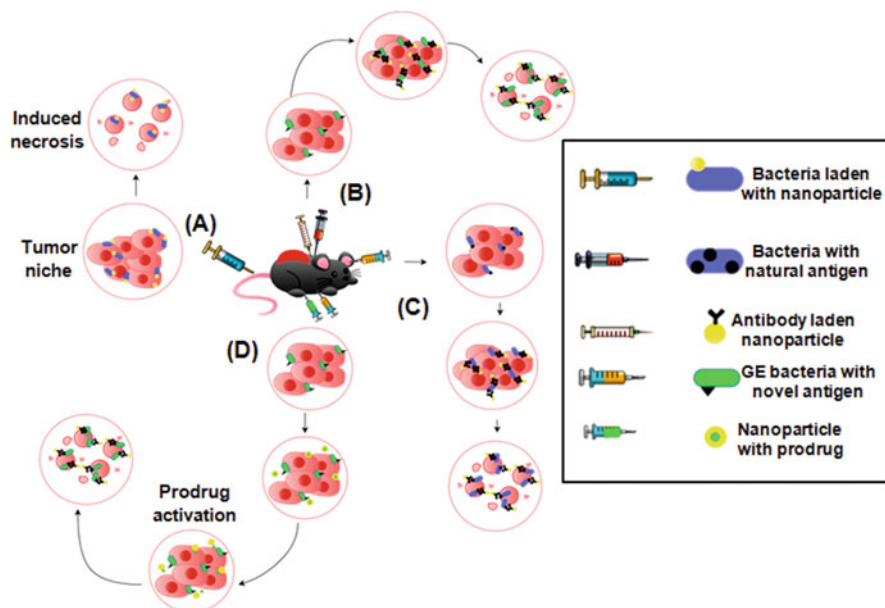 Induced
necrosis
Tumor
niche
(A)
(B)
(C)
(D)
Prodrug
activation
Bacteria laden
with nanoparticle
Bacteria with
natural antigen
Antibody laden
nanoparticle
GE bacteria with
novel antigen
Nanoparticle
with prodrug